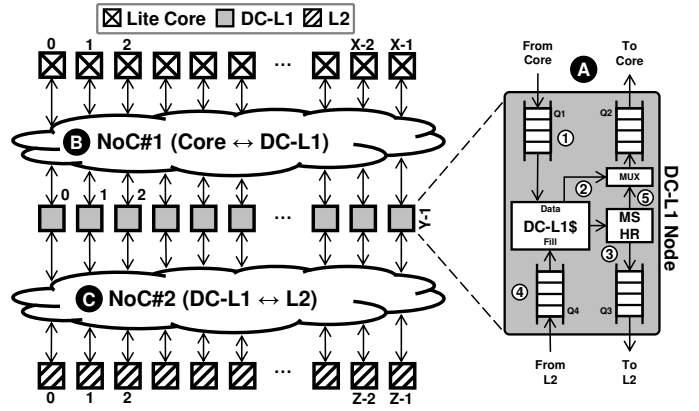 Lite Core DC-L1 L2
0 1 2 ... X-2 X-1
B NoC#1 (Core ↔ DC-L1)
0 1 2 ... Y-1
C NoC#2 (DC-L1 ↔ L2)
...
0 1 2 Z-2 Z-1
From Core
To Core
A
Q1
Q2
1
MUX
2
5
Data
DC-L1$
Fill
MS
HR
3
4
Q4
Q3
From L2
To L2
DC-L1 Node